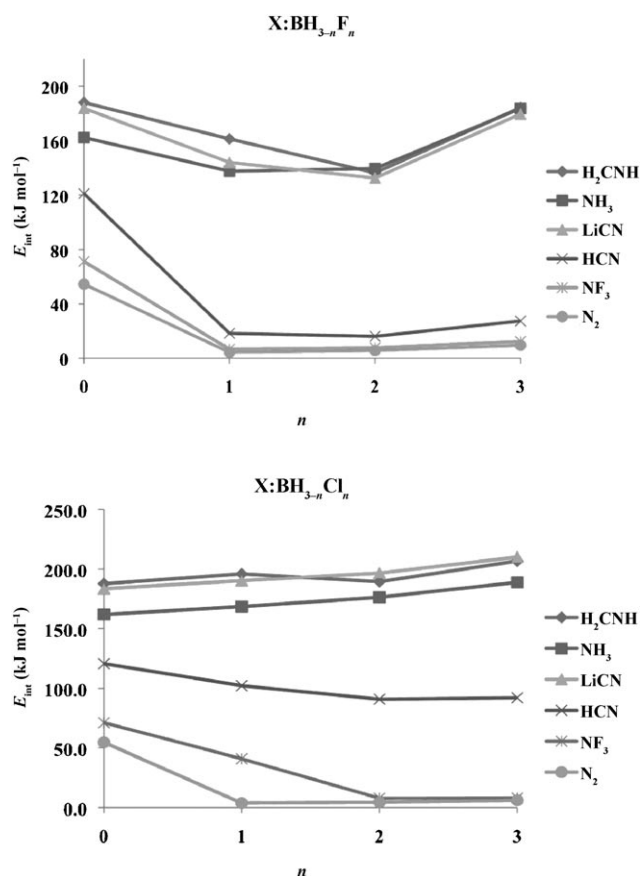 X:BH₃₋ₙFₙ
200
160
120
80
40
0
E_int (kJ mol⁻¹)
0 1 2 3
n
H₂CNH
NH₃
LiCN
HCN
NF₃
N₂
X:BH₃₋ₙClₙ
250.0
200.0
150.0
100.0
50.0
0.0
E_int (kJ mol⁻¹)
0 1 2 3
n
H₂CNH
NH₃
LiCN
HCN
NF₃
N₂